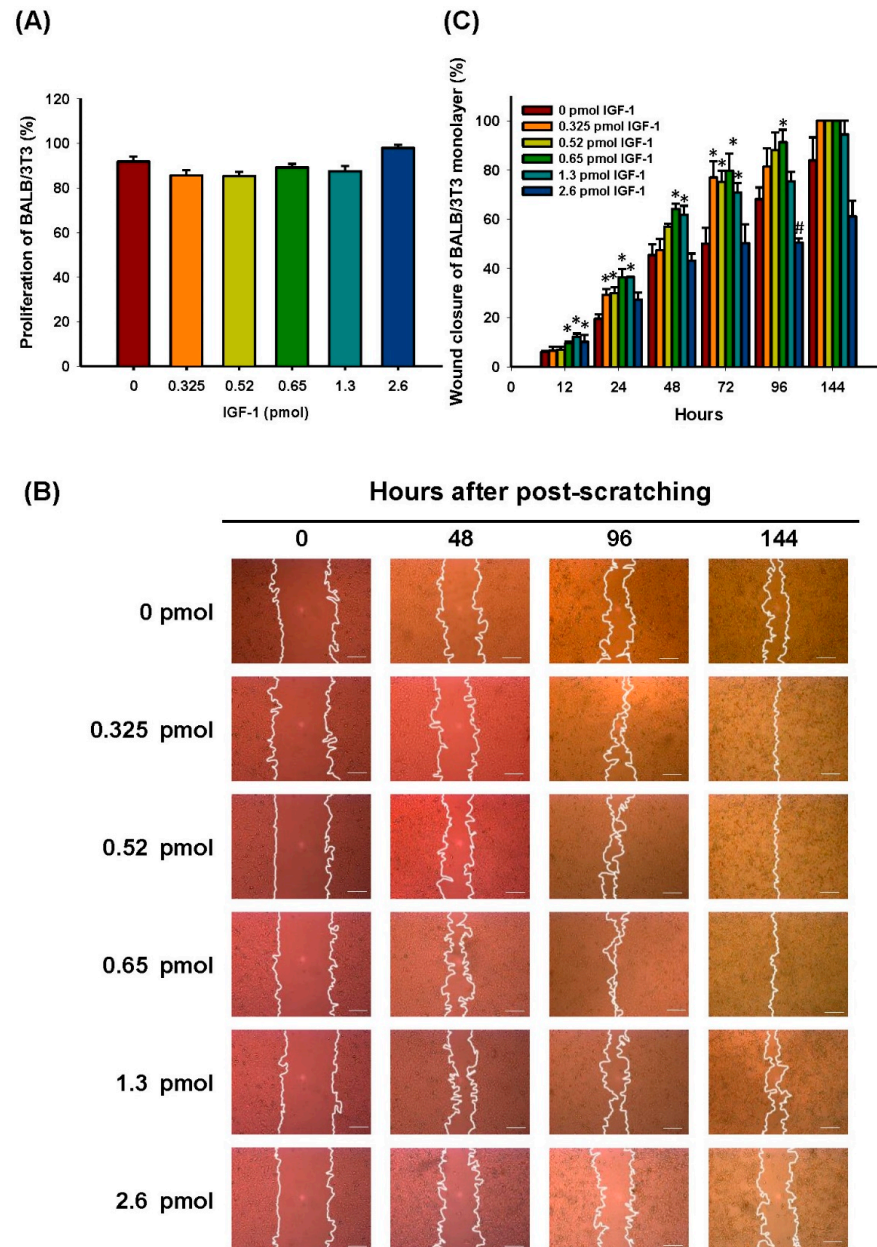 (A)
Proliferation of BALB/3T3 (%)
120
100
80
60
40
20
0
0 0.325 0.52 0.65 1.3 2.6
IGF-1 (pmol)
(C)
Wound closure of BALB/3T3 monolayer (%)
100
80
60
40
20
0
0 pmol IGF-1
0.325 pmol IGF-1
0.52 pmol IGF-1
0.65 pmol IGF-1
1.3 pmol IGF-1
2.6 pmol IGF-1
* * *
* * * *
* *
* * * *
* #
0 12 24 48 72 96 144
Hours
(B)
Hours after post-scratching
0 48 96 144
0 pmol
0.325 pmol
0.52 pmol
0.65 pmol
1.3 pmol
2.6 pmol